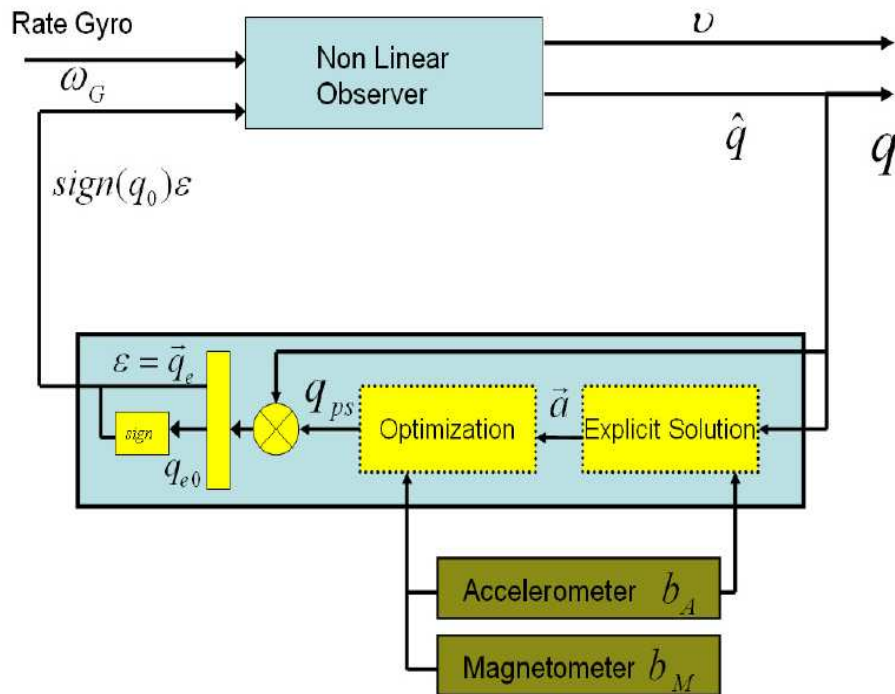 Rate Gyro
ω_G
Non Linear
Observer
υ
q̂
q
sign(q_0)ε
ε = q⃗_e
sign
q_e0
q_ps
Optimization
a⃗
Explicit Solution
Accelerometer b_A
Magnetometer b_M